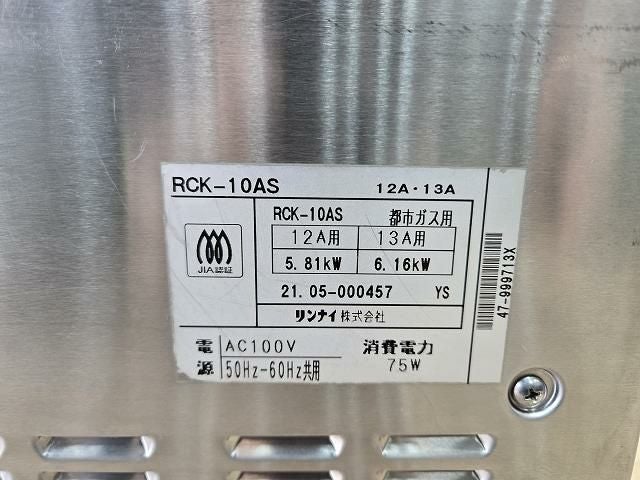 RCK-10AS 12A・13A
JIA認証
RCK-10AS 都市ガス用
12A用 13A用
5.81kW 6.16kW
21.05-000457 YS
リンナイ株式会社
電源 AC100V
50Hz-60Hz共用
消費電力
75W
47-999713X